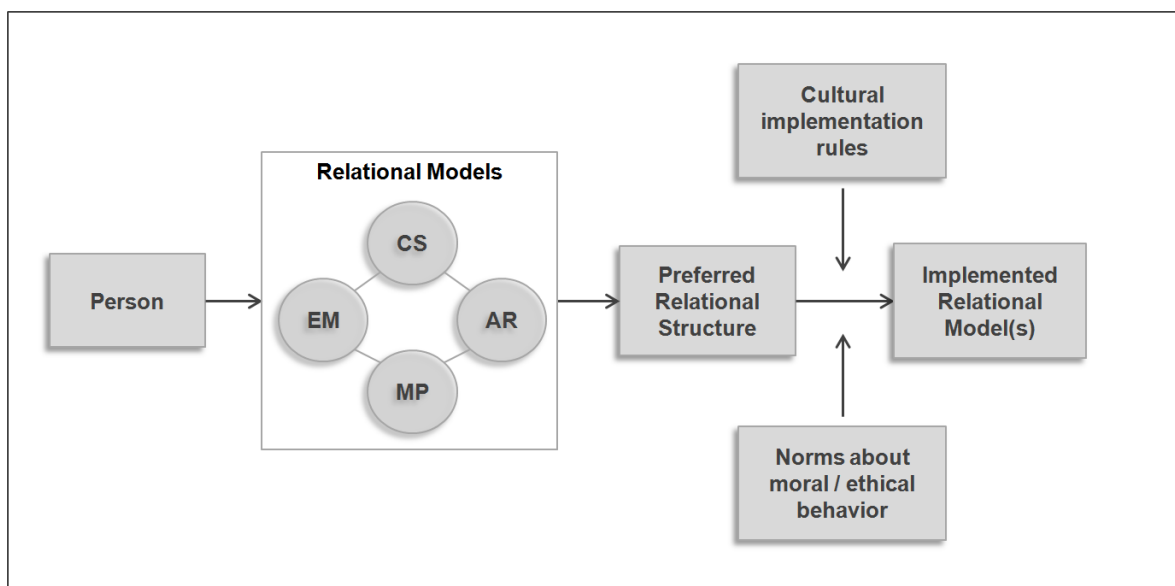 Cultural
implementation
rules
Relational Models
CS
Person
EM
AR
MP
Preferred
Relational
Structure
Implemented
Relational
Model(s)
Norms about
moral / ethical
behavior